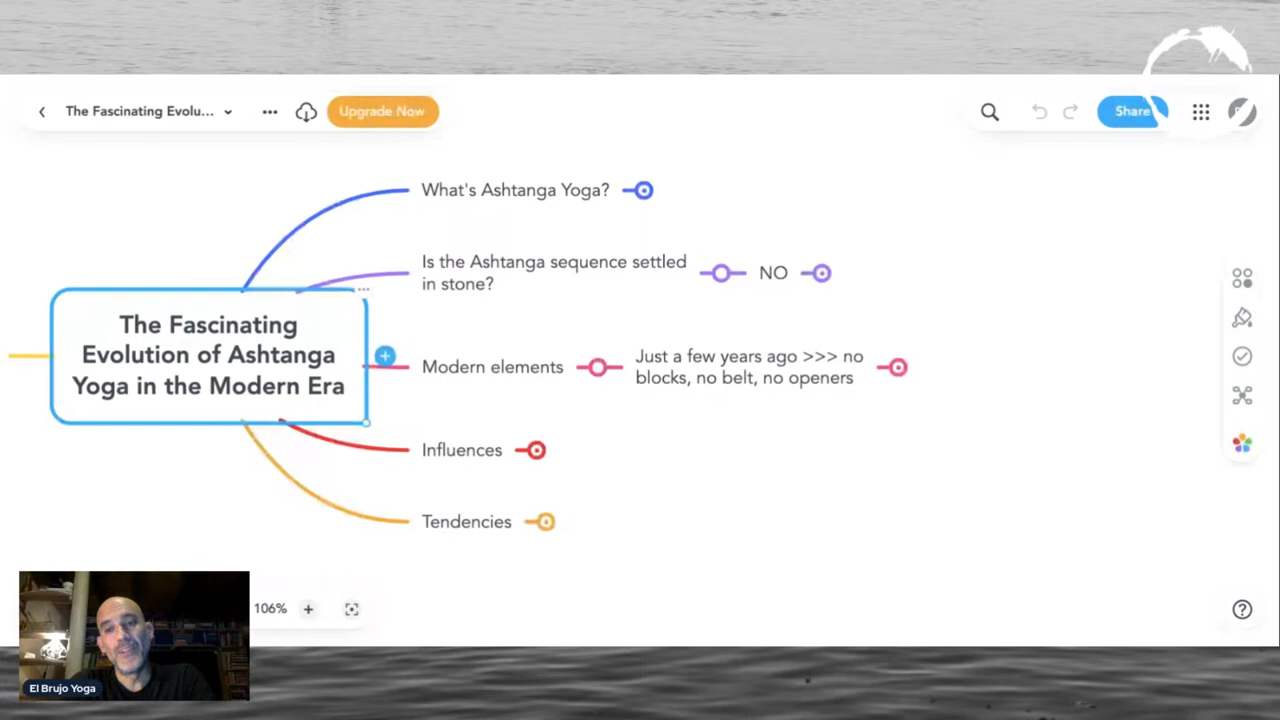 The Fascinating Evolu...
Upgrade Now
Share
What's Ashtanga Yoga?
Is the Ashtanga sequence settled
in stone?
NO
The Fascinating
Evolution of Ashtanga
Yoga in the Modern Era
Modern elements
Just a few years ago >>> no
blocks, no belt, no openers
Influences
Tendencies
106%
El Brujo Yoga